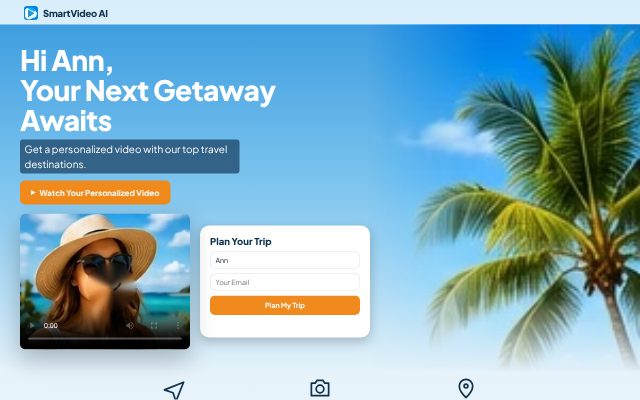 SmartVideo AI
Hi Ann,
Your Next Getaway
Awaits
Get a personalized video with our top travel
destinations.
Watch Your Personalized Video
0:00
Plan Your Trip
Ann
Your Email
Plan My Trip